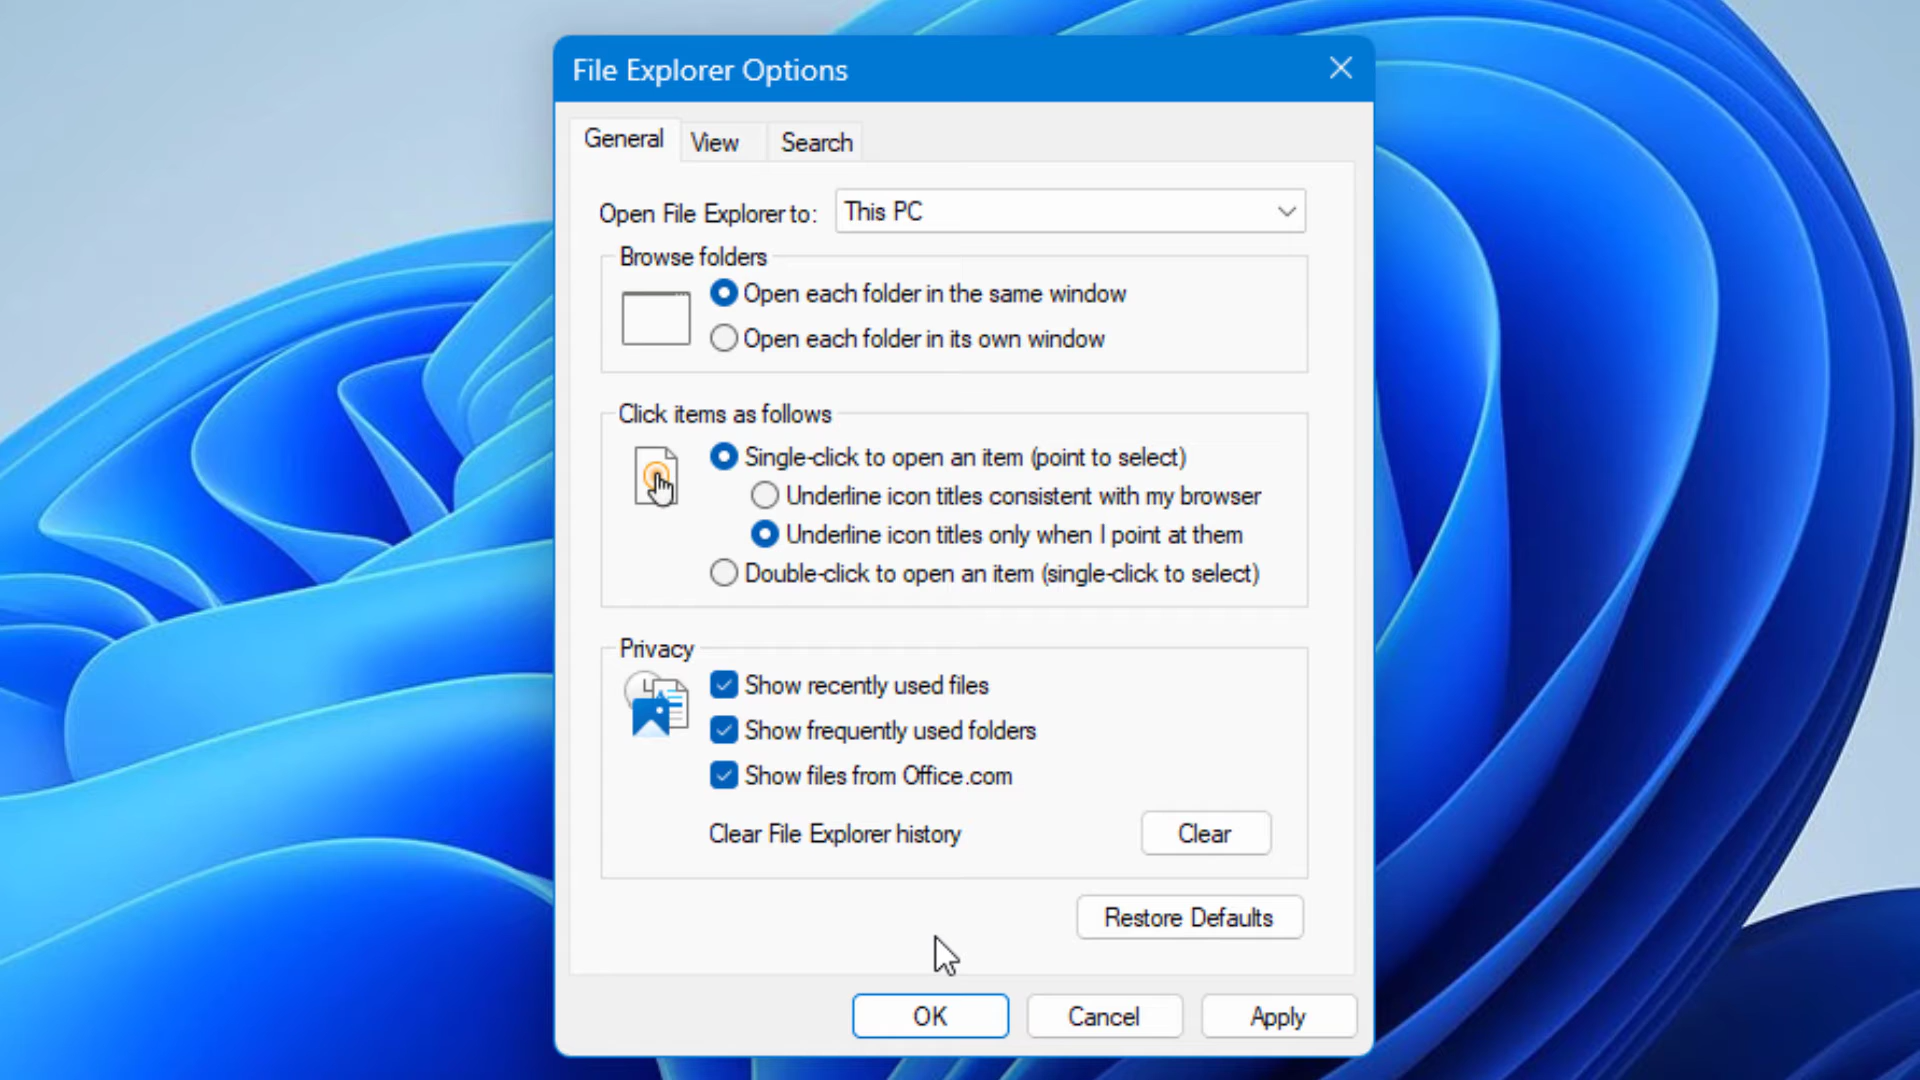 File Explorer Options
General View Search
Open File Explorer to: This PC
Browse folders
Open each folder in the same window
Open each folder in its own window
Click items as follows
Single-click to open an item (point to select)
Underline icon titles consistent with my browser
Underline icon titles only when I point at them
Double-click to open an item (single-click to select)
Privacy
Show recently used files
Show frequently used folders
Show files from Office.com
Clear File Explorer history Clear
Restore Defaults
OK Cancel Apply